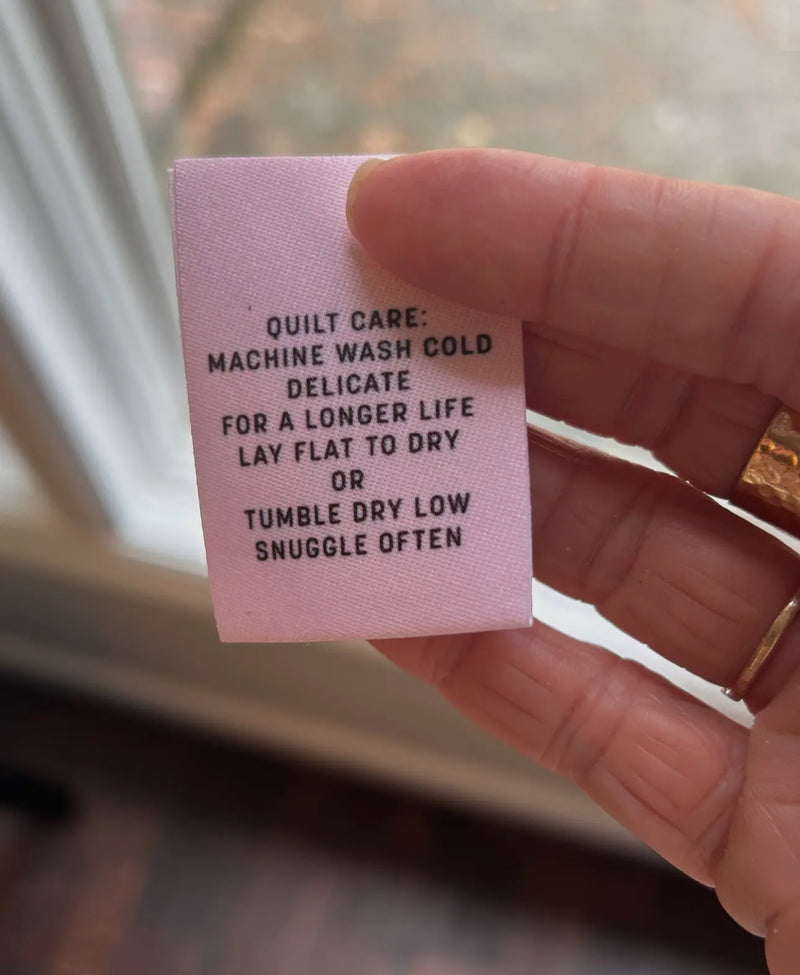 QUILT CARE:
MACHINE WASH COLD
DELICATE
FOR A LONGER LIFE
LAY FLAT TO DRY
OR
TUMBLE DRY LOW
SNUGGLE OFTEN